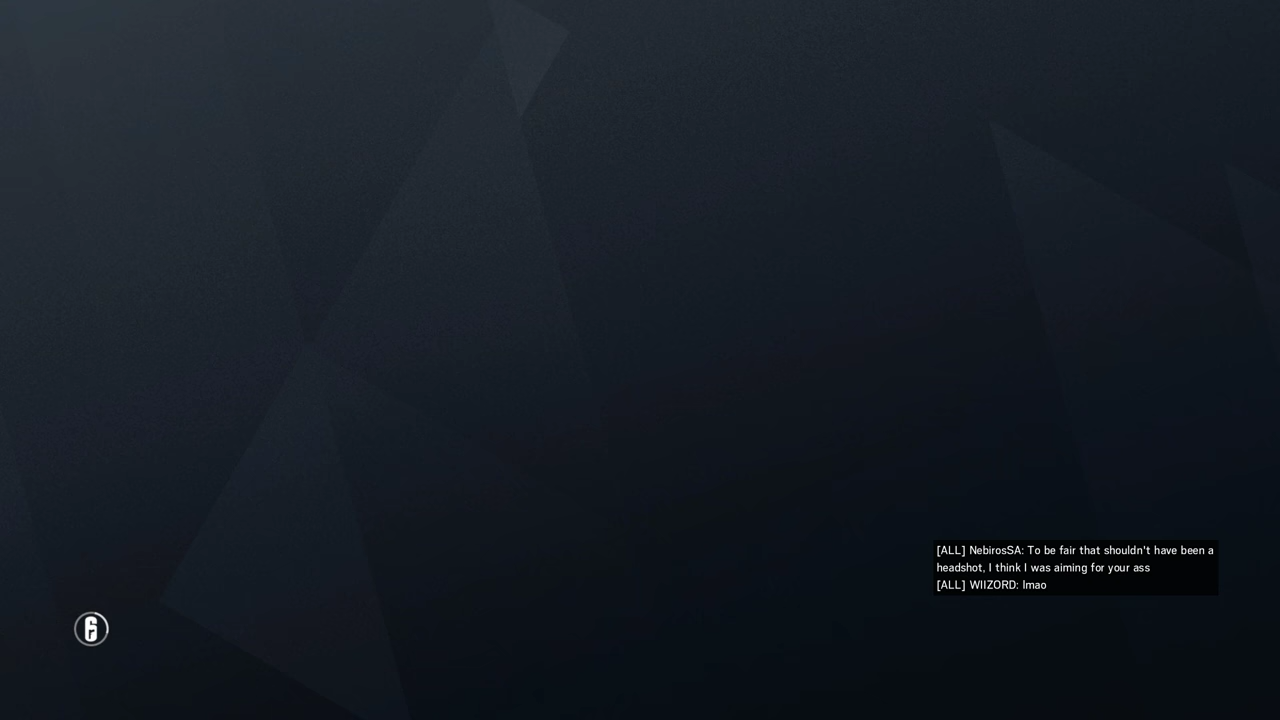 [ALL] NebirosSA: To be fair that shouldn't have been a
headshot, I think I was aiming for your ass
[ALL] WIIZORD: lmao
6